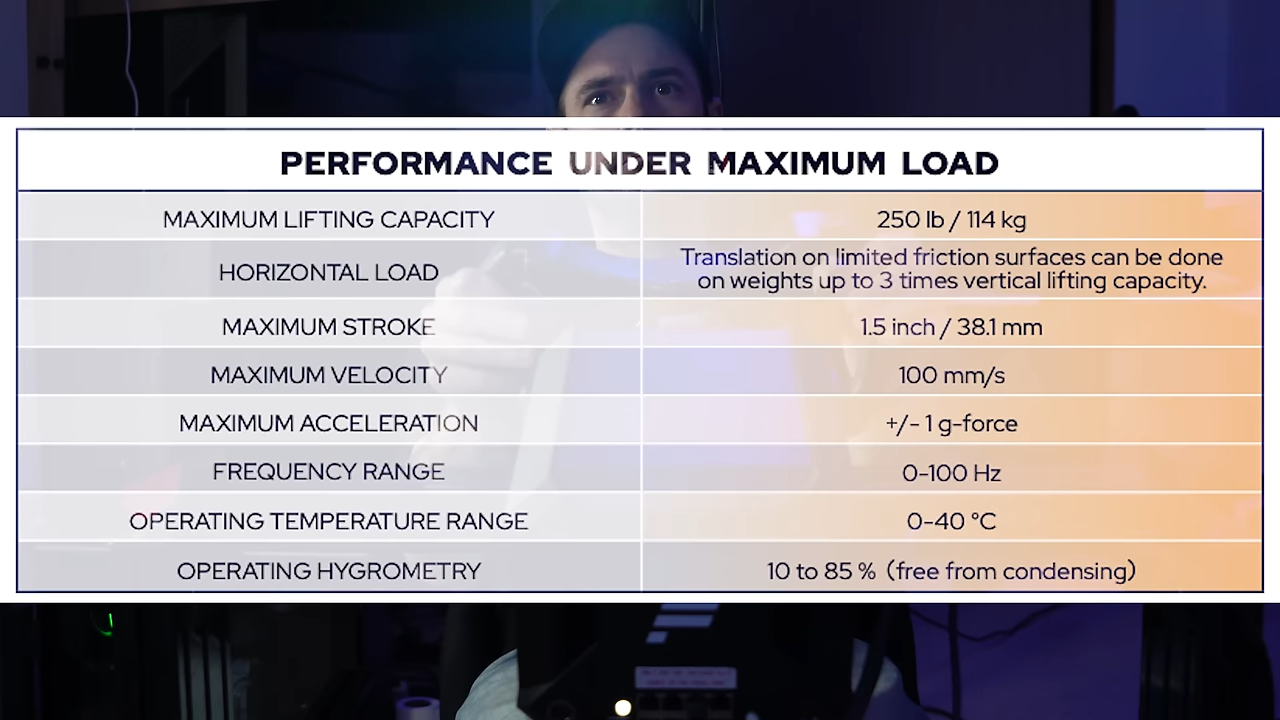 PERFORMANCE UNDER MAXIMUM LOAD
MAXIMUM LIFTING CAPACITY 250 lb / 114 kg
HORIZONTAL LOAD Translation on limited friction surfaces can be done
on weights up to 3 times vertical lifting capacity.
MAXIMUM STROKE 1.5 inch / 38.1 mm
MAXIMUM VELOCITY 100 mm/s
MAXIMUM ACCELERATION +/- 1 g-force
FREQUENCY RANGE 0-100 Hz
OPERATING TEMPERATURE RANGE 0-40 °C
OPERATING HYGROMETRY 10 to 85 % (free from condensing)